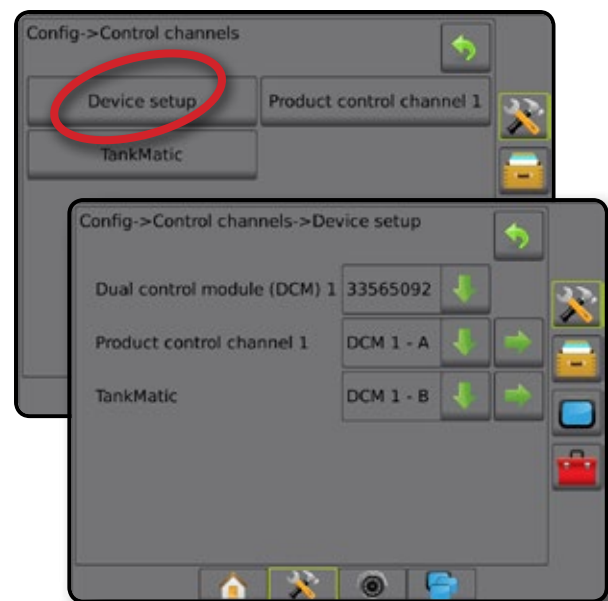 Config->Control channels
Device setup Product control channel 1
TankMatic
Config->Control channels->Device setup
Dual control module (DCM) 1 33565092
Product control channel 1 DCM 1 - A
TankMatic DCM 1 - B